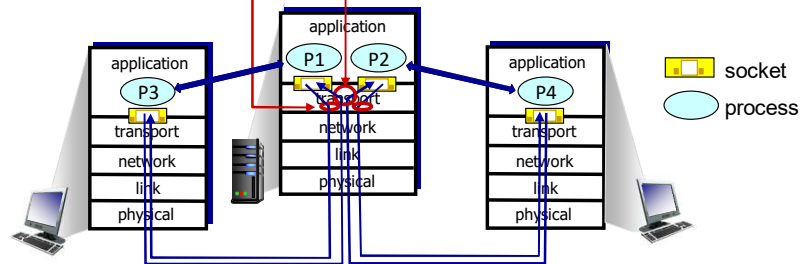 application
P1
P2
transport
network
link
physical
application
P3
transport
network
link
physical
application
P4
transport
network
link
physical
socket
process